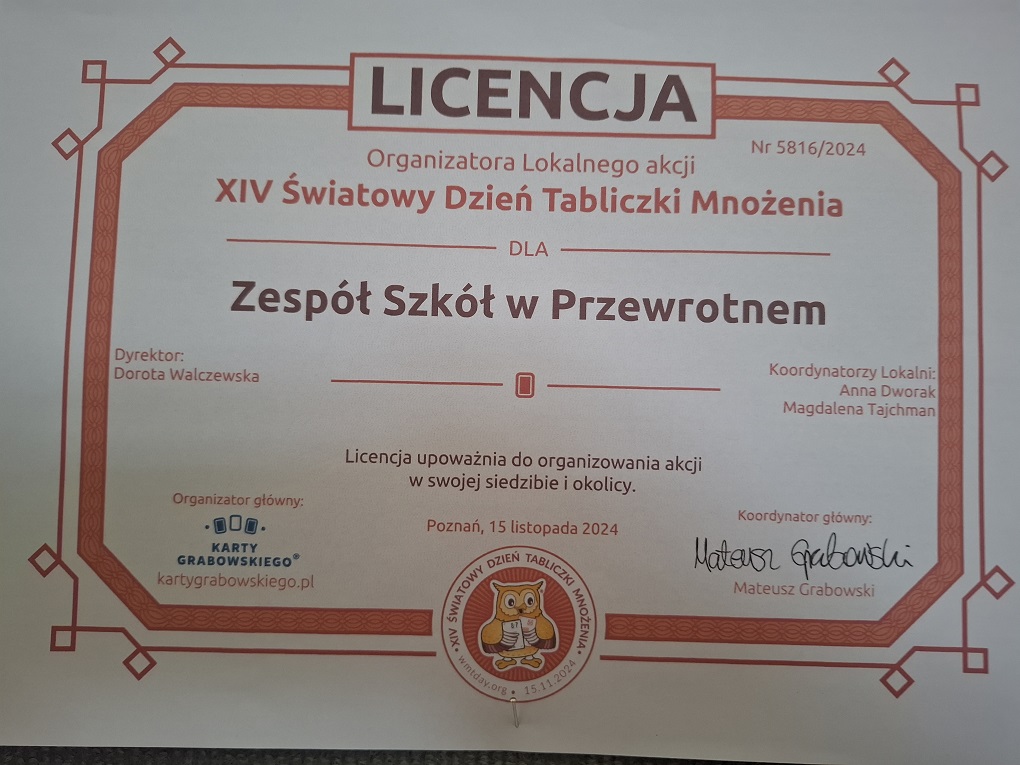 LICENCJA
Nr 5816/2024
Organizatora Lokalnego akcji
XIV Światowy Dzień Tabliczki Mnożenia
DLA
Zespół Szkół w Przewrotnem
Dyrektor:
Dorota Walczewska
Koordynatorzy Lokalni:
Anna Dworak
Magdalena Tajchman
Licencja upoważnia do organizowania akcji
w swojej siedzibie i okolicy.
Organizator główny:
KARTY
GRABOWSKIEGO®
kartygrabowskiego.pl
Poznań, 15 listopada 2024
Koordynator główny:
Mateusz Grabowski
Mateusz Grabowski
• XIV ŚWIATOWY DZIEŃ TABLICZKI MNOŻENIA •
wmtday.org • 15.11.2024